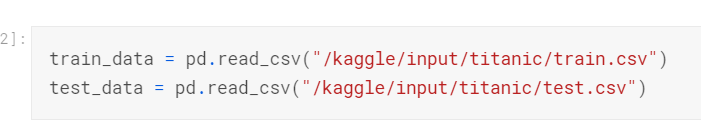 2]:
train_data = pd.read_csv("/kaggle/input/titanic/train.csv")
test_data = pd.read_csv("/kaggle/input/titanic/test.csv")